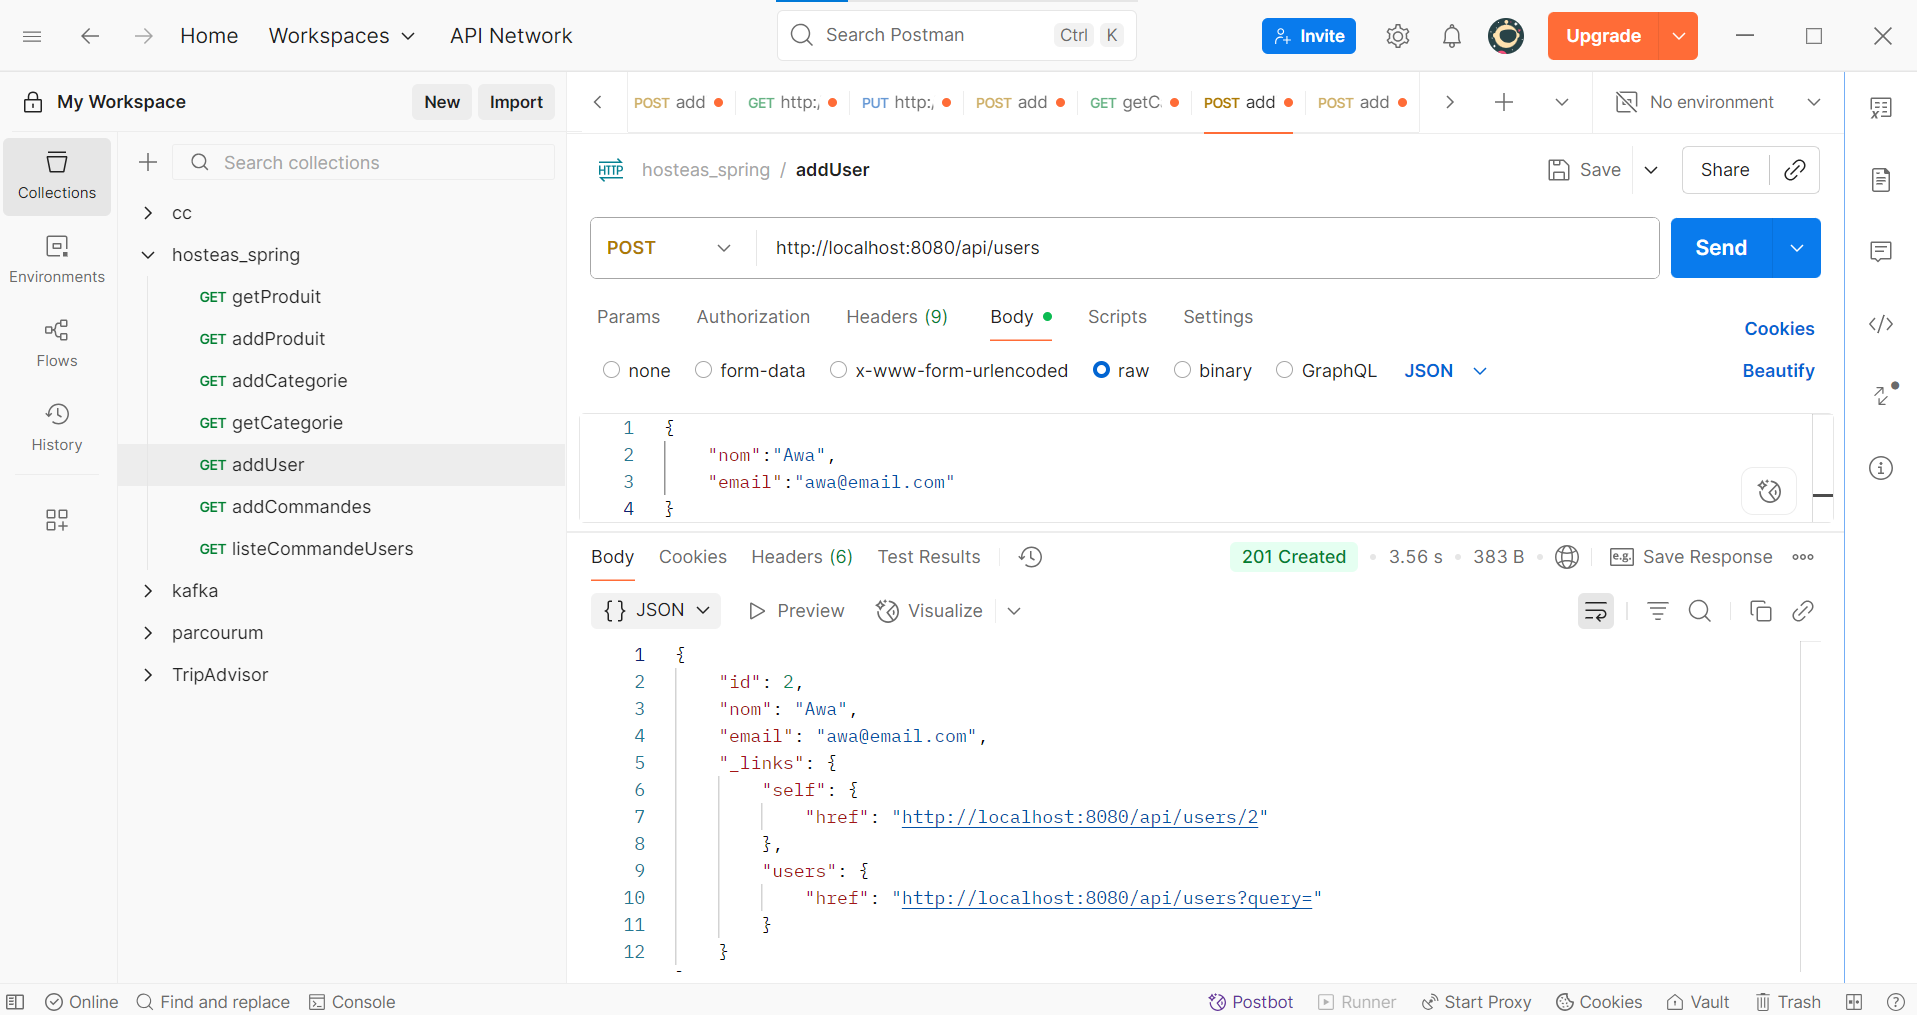 Home Workspaces API Network Search Postman Ctrl K Invite Upgrade
My Workspace New Import
POST add GET http:/ PUT http:/ POST add GET getC POST add POST add No environment
Collections
Environments
Flows
History
Search collections
cc
hosteas_spring
GET getProduit
GET addProduit
GET addCategorie
GET getCategorie
GET addUser
GET addCommandes
GET listeCommandeUsers
kafka
parcourum
TripAdvisor
HTTP hosteas_spring / addUser Save Share
POST http://localhost:8080/api/users Send
Params Authorization Headers (9) Body Scripts Settings Cookies
none form-data x-www-form-urlencoded raw binary GraphQL JSON Beautify
1 {
2 "nom":"Awa",
3 "email":"awa@email.com"
4 }
Body Cookies Headers (6) Test Results 201 Created 3.56 s 383 B e.g. Save Response
{} JSON Preview Visualize
1 {
2 "id": 2,
3 "nom": "Awa",
4 "email": "awa@email.com",
5 "_links": {
6 "self": {
7 "href": "http://localhost:8080/api/users/2"
8 },
9 "users": {
10 "href": "http://localhost:8080/api/users?query="
11 }
12 }
Online Find and replace Console Postbot Runner Start Proxy Cookies Vault Trash